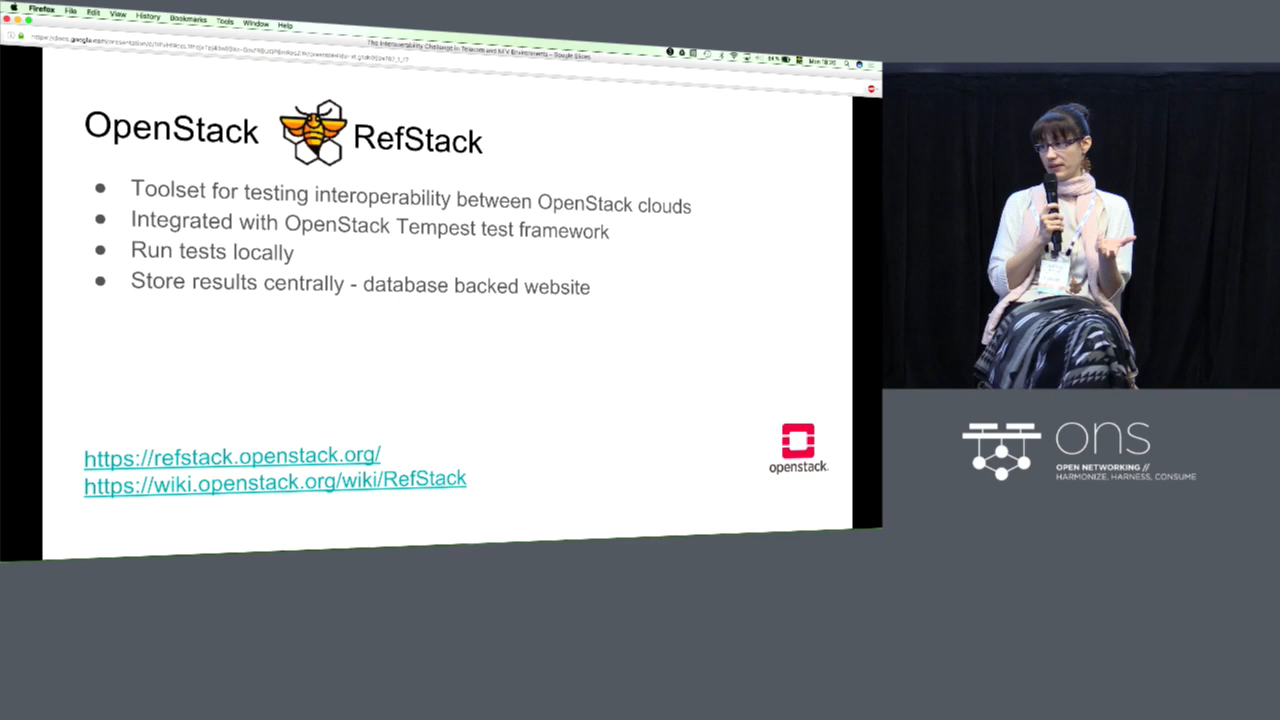 Firefox File Edit View History Bookmarks Tools Window Help
The Interoperability Challenge in Telecom and NFV Environments - Google Slides
OpenStack RefStack
● Toolset for testing interoperability between OpenStack clouds
● Integrated with OpenStack Tempest test framework
● Run tests locally
● Store results centrally - database backed website
https://refstack.openstack.org/
https://wiki.openstack.org/wiki/RefStack
openstack.
ons
OPEN NETWORKING //
HARMONIZE, HARNESS, CONSUME